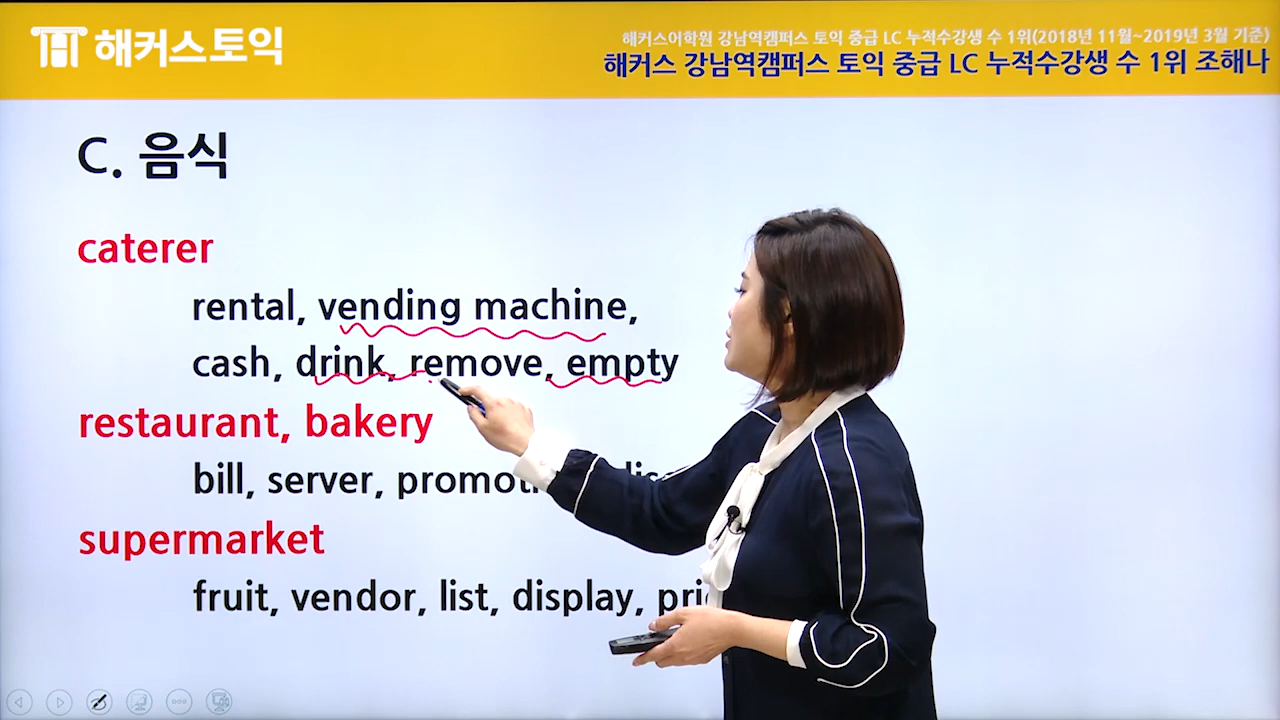 해커스토익
해커스어학원 강남역캠퍼스 토익 중급 LC 누적수강생 수 1위(2018년 11월~2019년 3월 기준)
해커스 강남역캠퍼스 토익 중급 LC 누적수강생 수 1위 조해나
C. 음식
caterer
rental, vending machine,
cash, drink, remove, empty
restaurant, bakery
bill, server,
supermarket
fruit, vendor, list, display,